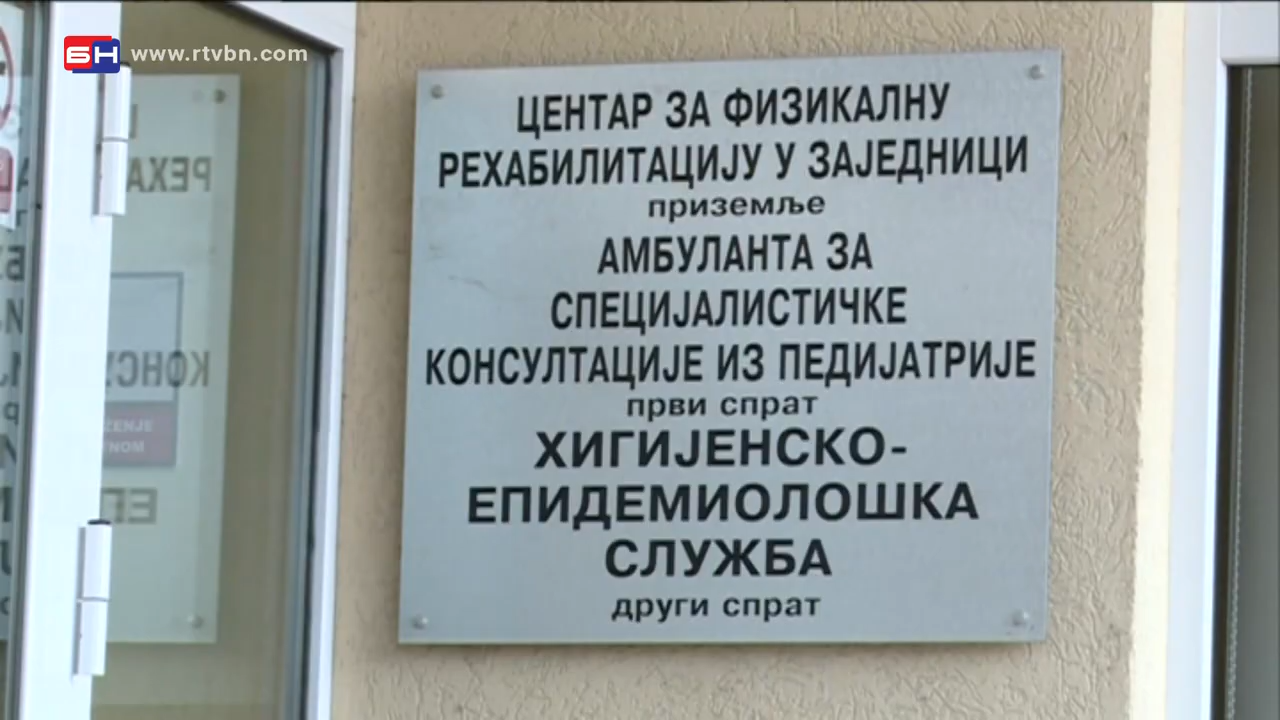 БН www.rtvbn.com
ЦЕНТАР ЗА ФИЗИКАЛНУ
РЕХАБИЛИТАЦИЈУ У ЗАЈЕДНИЦИ
приземље
АМБУЛАНТА ЗА
СПЕЦИЈАЛИСТИЧКЕ
КОНСУЛТАЦИЈЕ ИЗ ПЕДИЈАТРИЈЕ
први спрат
ХИГИЈЕНСКО-
ЕПИДЕМИОЛОШКА
СЛУЖБА
други спрат